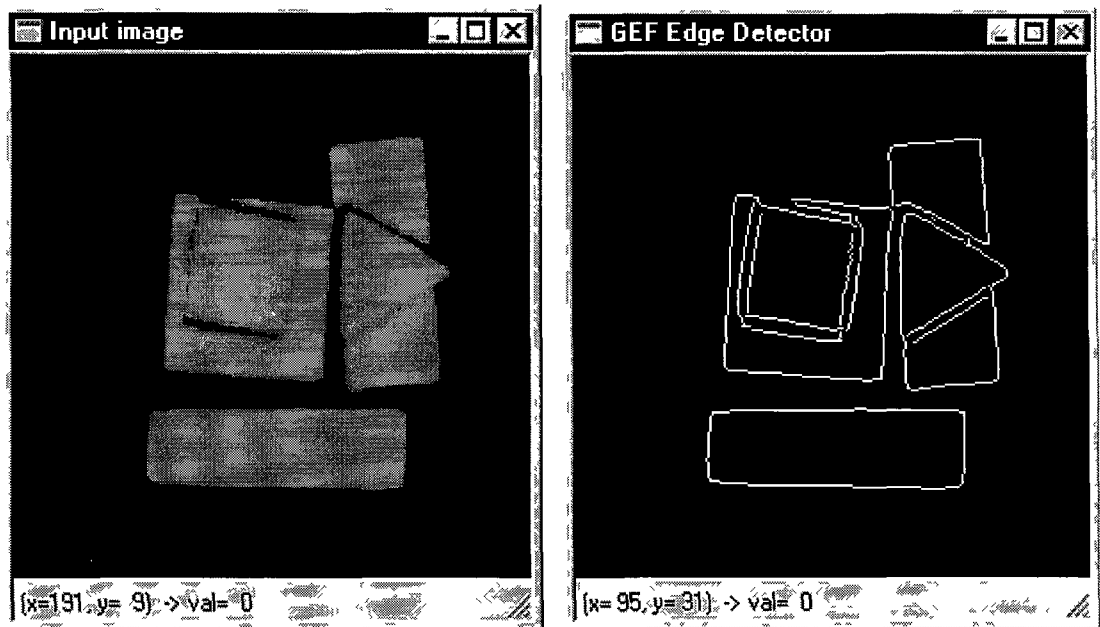 Input image
(x=191, y= 9) -> val= 0
GEF Edge Detector
(x= 95, y= 31) -> val= 0